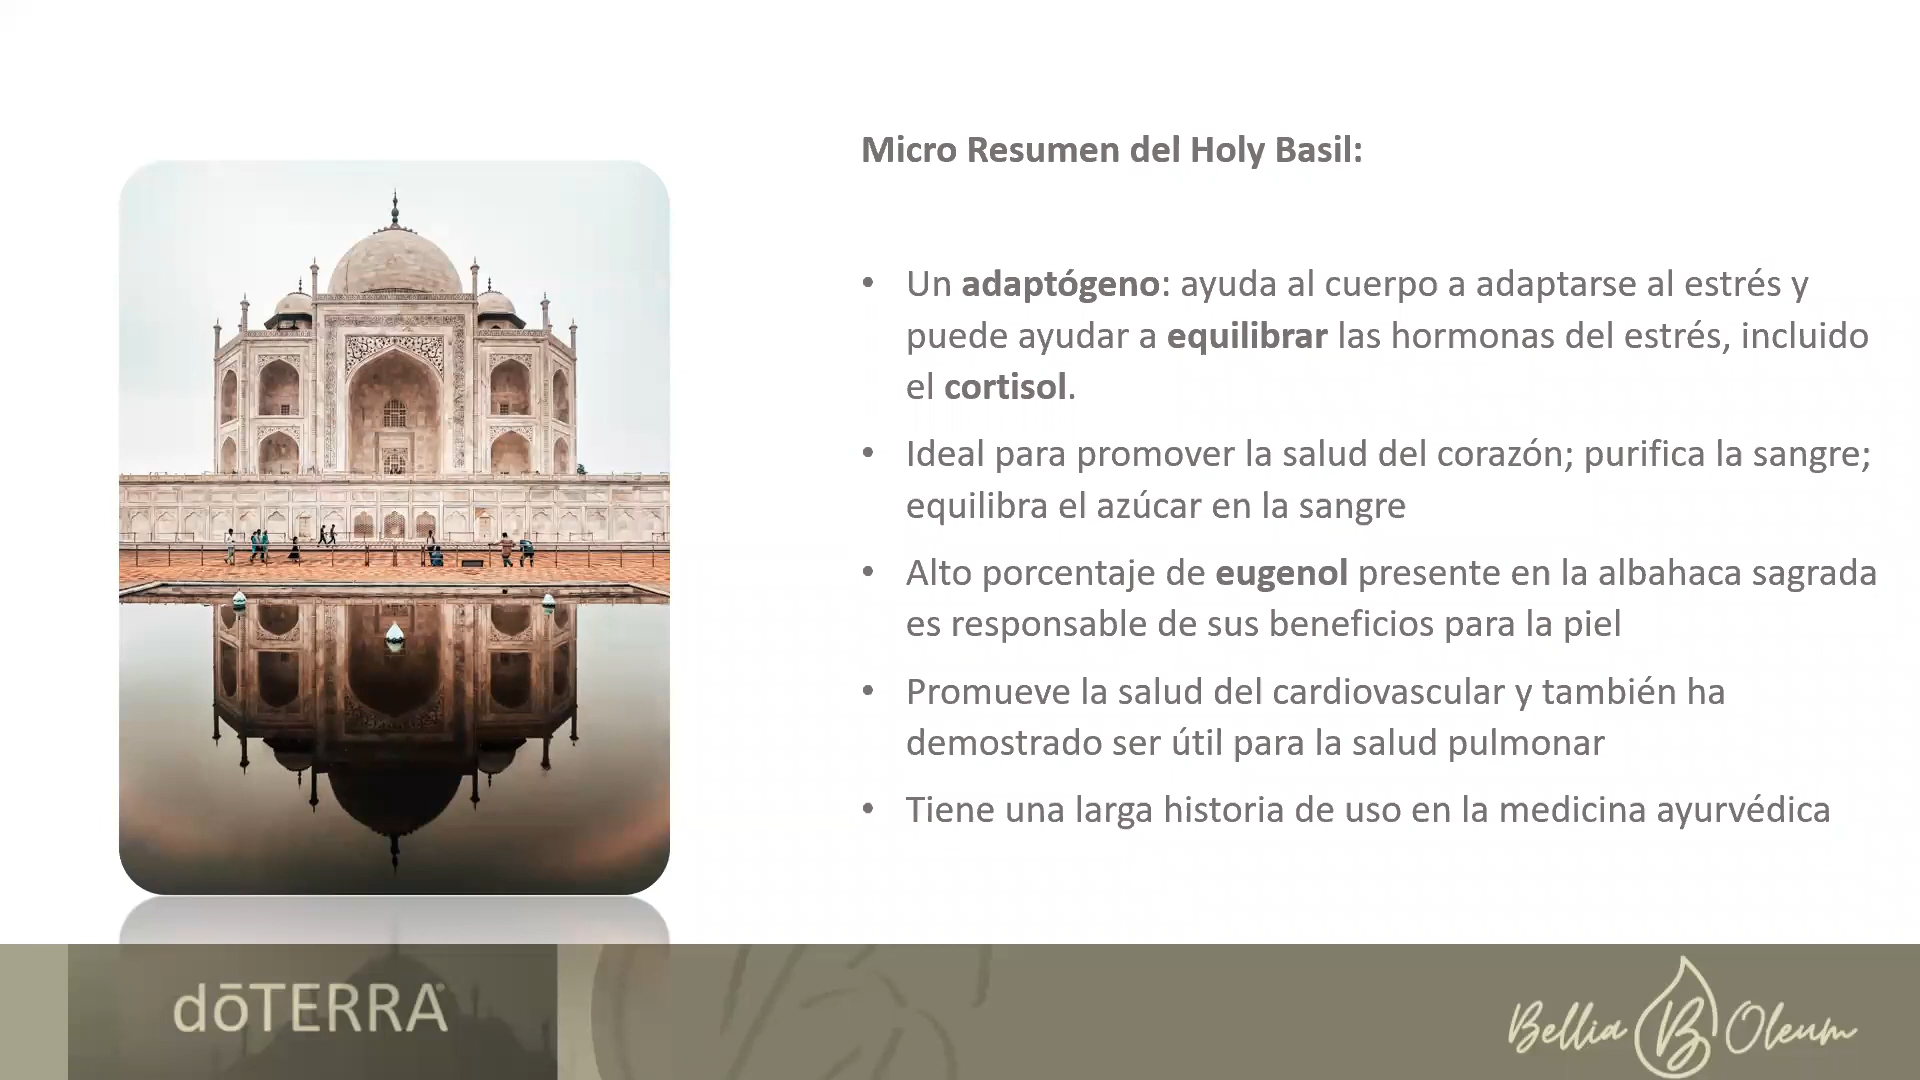 Micro Resumen del Holy Basil:
• Un adaptógeno: ayuda al cuerpo a adaptarse al estrés y
puede ayudar a equilibrar las hormonas del estrés, incluido
el cortisol.
• Ideal para promover la salud del corazón; purifica la sangre;
equilibra el azúcar en la sangre
• Alto porcentaje de eugenol presente en la albahaca sagrada
es responsable de sus beneficios para la piel
• Promueve la salud del cardiovascular y también ha
demostrado ser útil para la salud pulmonar
• Tiene una larga historia de uso en la medicina ayurvédica
dōTERRA
Bellia B Oleum